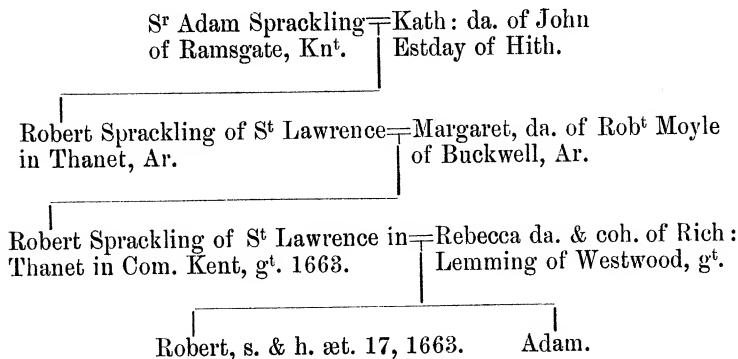 Sʳ Adam Sprackling
of Ramsgate, Knᵗ.
Kath: da. of John
Estday of Hith.
Robert Sprackling of Sᵗ Lawrence
in Thanet, Ar.
Margaret, da. of Robᵗ Moyle
of Buckwell, Ar.
Robert Sprackling of Sᵗ Lawrence in
Thanet in Com. Kent, gᵗ. 1663.
Rebecca da. & coh. of Rich:
Lemming of Westwood, gᵗ.
Robert, s. & h. æt. 17, 1663.
Adam.